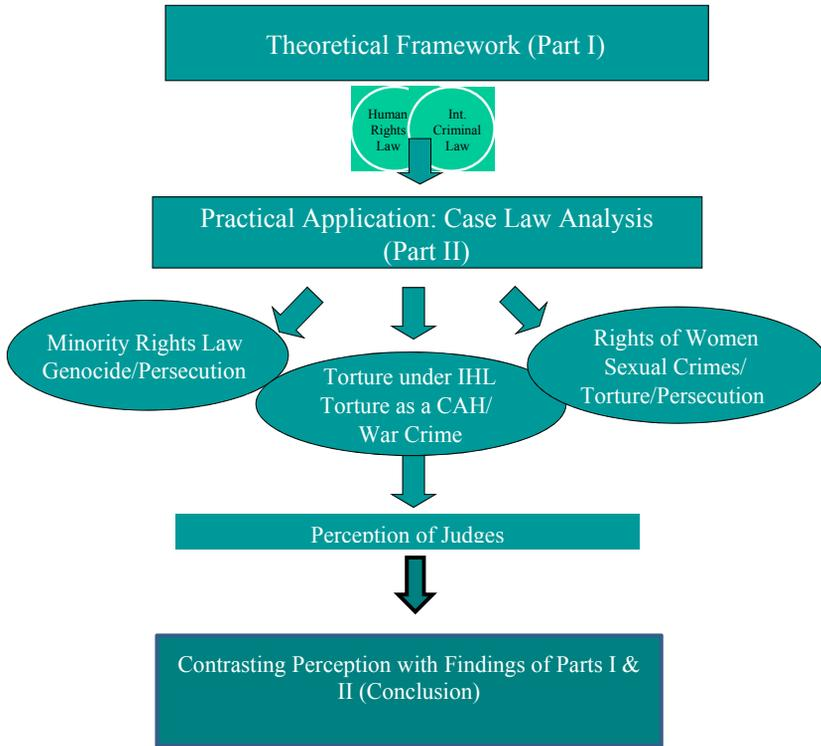 Theoretical Framework (Part I)
Human
Rights
Law
Int.
Criminal
Law
Practical Application: Case Law Analysis
(Part II)
Minority Rights Law
Genocide/Persecution
Torture under IHL
Torture as a CAH/
War Crime
Rights of Women
Sexual Crimes/
Torture/Persecution
Perception of Judges
Contrasting Perception with Findings of Parts I &
II (Conclusion)